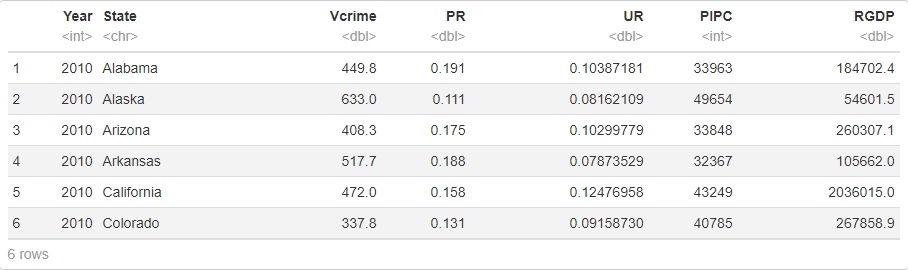 Year State Vcrime PR UR PIPC RGDP
<int> <chr> <dbl> <dbl> <dbl> <int> <dbl>
1 2010 Alabama 449.8 0.191 0.10387181 33963 184702.4
2 2010 Alaska 633.0 0.111 0.08162109 49654 54601.5
3 2010 Arizona 408.3 0.175 0.10299779 33848 260307.1
4 2010 Arkansas 517.7 0.188 0.07873529 32367 105662.0
5 2010 California 472.0 0.158 0.12476958 43249 2036015.0
6 2010 Colorado 337.8 0.131 0.09158730 40785 267858.9
6 rows